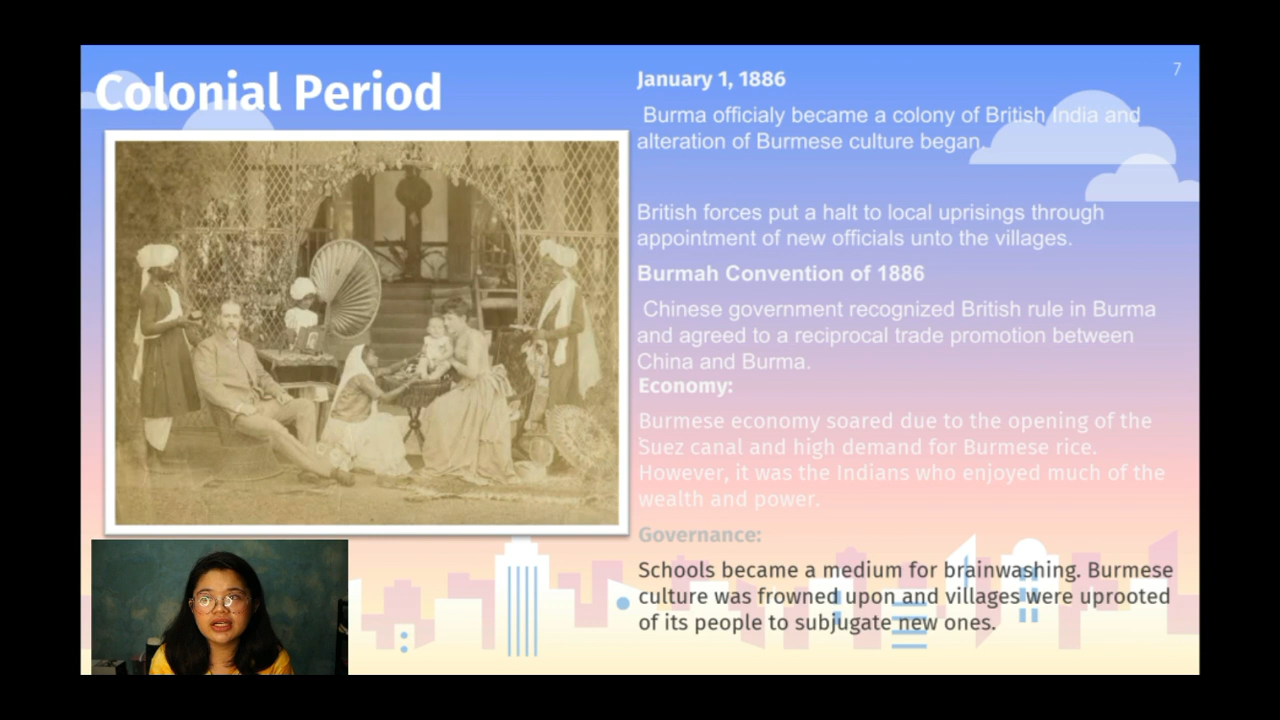 Colonial Period
7
January 1, 1886
Burma officialy became a colony of British India and
alteration of Burmese culture began.
British forces put a halt to local uprisings through
appointment of new officials unto the villages.
Burmah Convention of 1886
Chinese government recognized British rule in Burma
and agreed to a reciprocal trade promotion between
China and Burma.
Economy:
Burmese economy soared due to the opening of the
Suez canal and high demand for Burmese rice.
However, it was the Indians who enjoyed much of the
wealth and power.
Governance:
Schools became a medium for brainwashing. Burmese
culture was frowned upon and villages were uprooted
of its people to subjugate new ones.